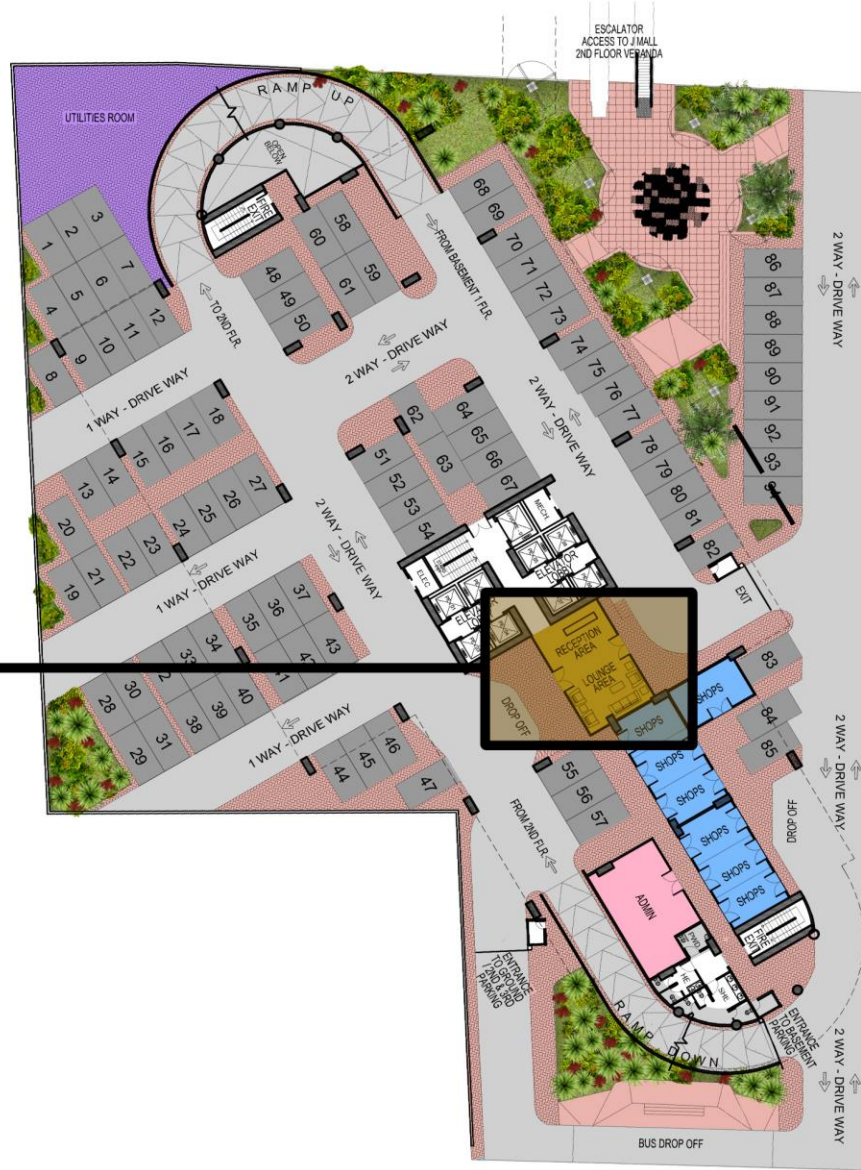 ESCALATOR
ACCESS TO J MALL
2ND FLOOR VERANDA
UTILITIES ROOM
RAMP UP
OPEN
BELOW
FIRE
EXIT
1
2
3
4
5
6
7
8
9
10
11
12
48
49
50
58
59
60
61
68
69
70
71
72
73
74
75
76
77
78
79
80
81
82
86
87
88
89
90
91
92
93
TO 2ND FLR.
FROM BASEMENT 1 FLR.
2 WAY - DRIVE WAY
2 WAY - DRIVE WAY
2 WAY - DRIVE WAY
1 WAY - DRIVE WAY
13
14
15
16
17
18
19
20
21
22
23
24
25
26
27
2 WAY - DRIVE WAY
51
52
53
54
62
63
64
65
66
67
MECH
ELEC
ELEVATOR
LOBBY
1 WAY - DRIVE WAY
28
29
30
31
33
34
35
36
37
38
39
40
43
EXIT
RECEPTION
AREA
LOUNGE
AREA
DROP OFF
SHOPS
SHOPS
83
84
85
2 WAY - DRIVE WAY
1 WAY - DRIVE WAY
44
45
46
47
55
56
57
FROM 2ND FLR.
SHOPS
SHOPS
SHOPS
SHOPS
SHOPS
DROP OFF
ADMIN
PWD
HE
SHE
FIRE
EXIT
ENTRANCE
TO GROUND
/ 2ND & 3RD
PARKING
RAMP DOWN
ENTRANCE
TO BASEMENT
PARKING
2 WAY - DRIVE WAY
BUS DROP OFF